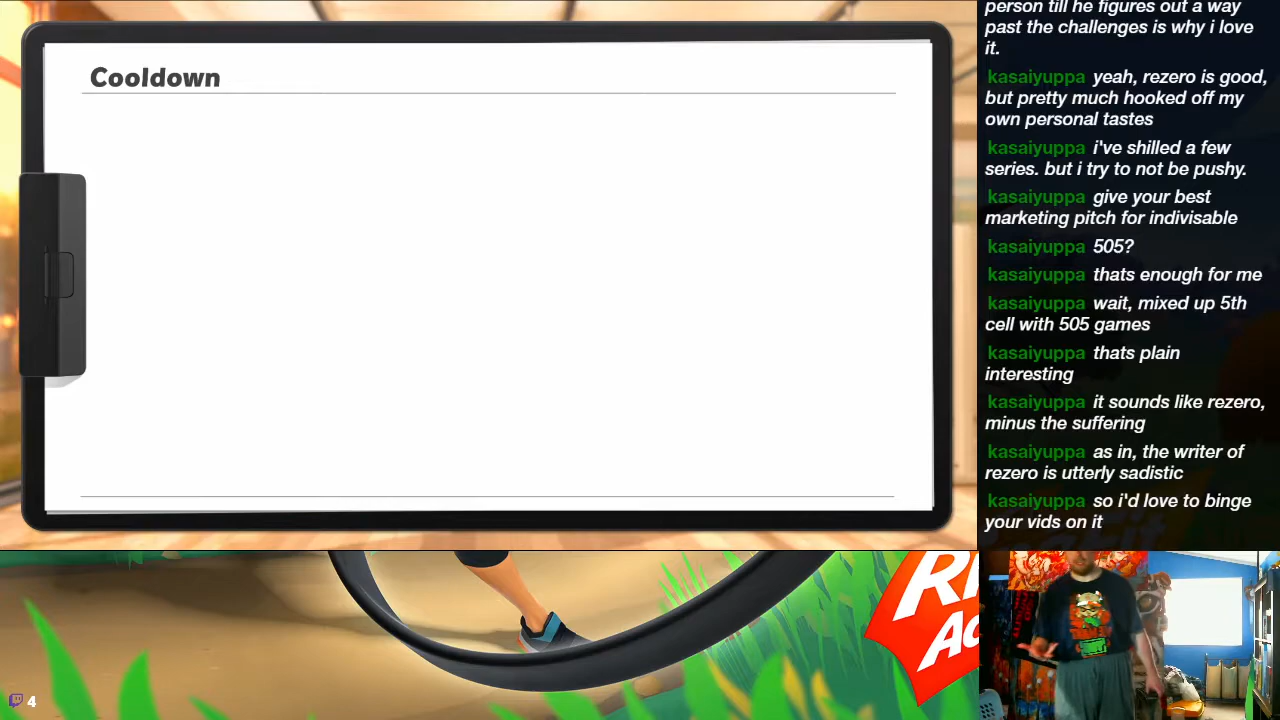 Cooldown
person till he figures out a way
past the challenges is why i love
it.
kasaiyuppa yeah, rezero is good,
but pretty much hooked off my
own personal tastes
kasaiyuppa i've shilled a few
series. but i try to not be pushy.
kasaiyuppa give your best
marketing pitch for indivisable
kasaiyuppa 505?
kasaiyuppa thats enough for me
kasaiyuppa wait, mixed up 5th
cell with 505 games
kasaiyuppa thats plain
interesting
kasaiyuppa it sounds like rezero,
minus the suffering
kasaiyuppa as in, the writer of
rezero is utterly sadistic
kasaiyuppa so i'd love to binge
your vids on it
4